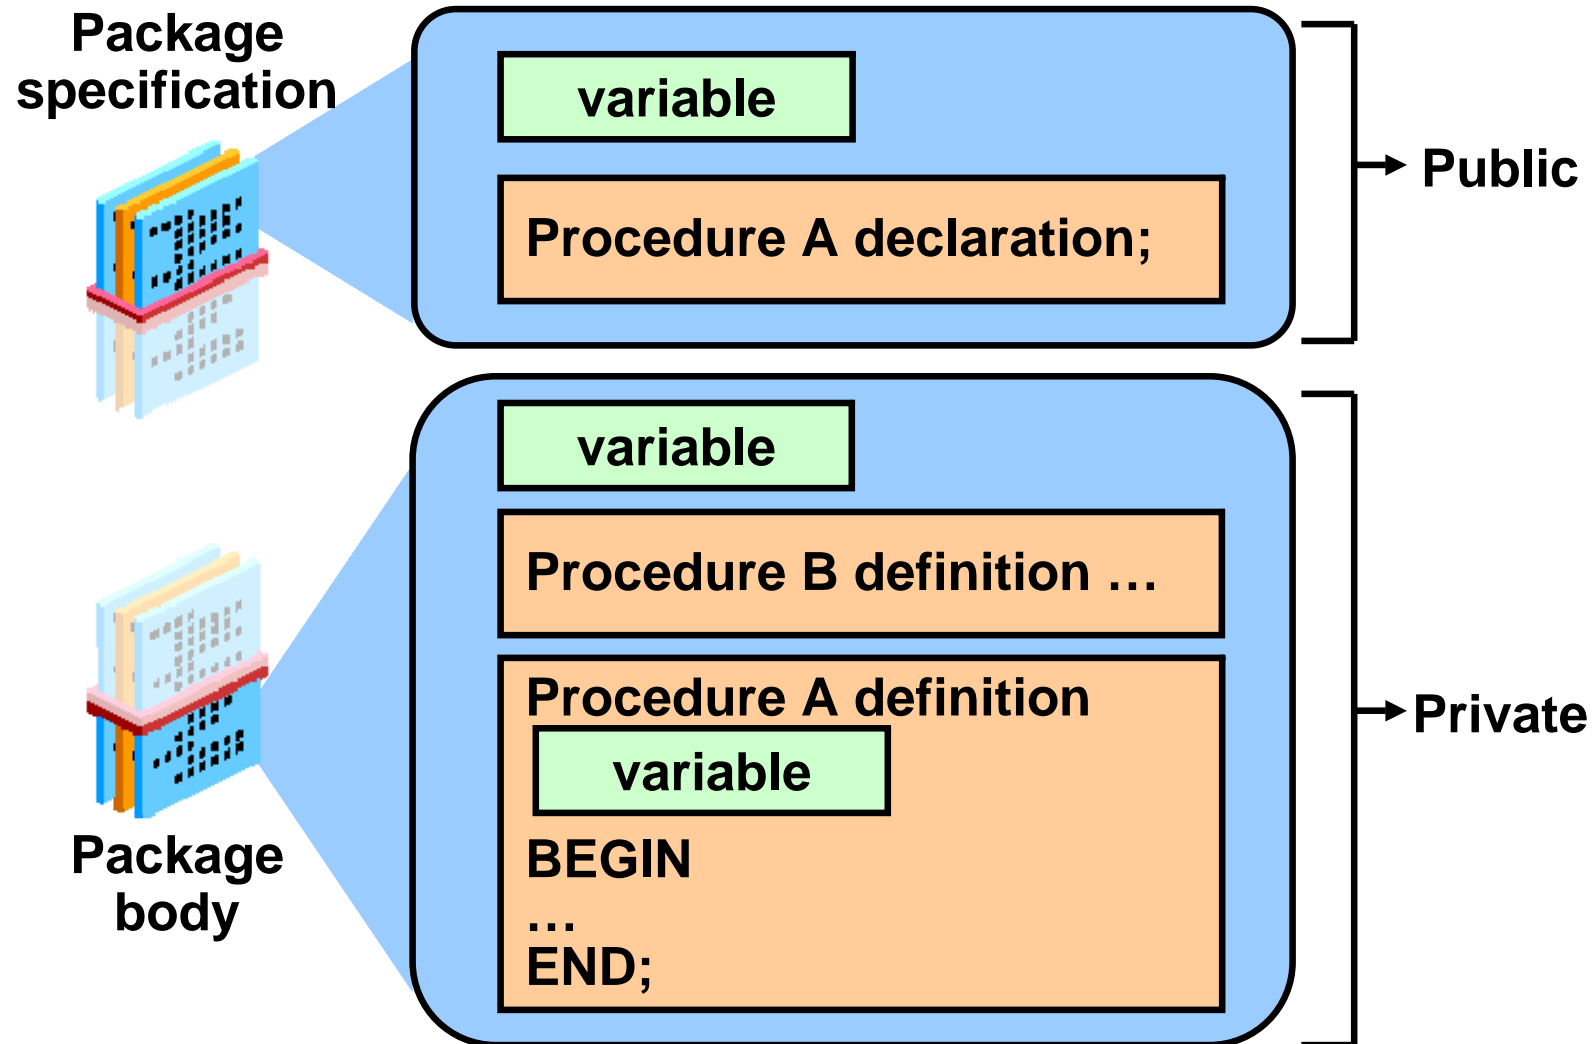 Package
specification
variable
Procedure A declaration;
Public
variable
Procedure B definition …
Procedure A definition
variable
BEGIN
…
END;
Private
Package
body